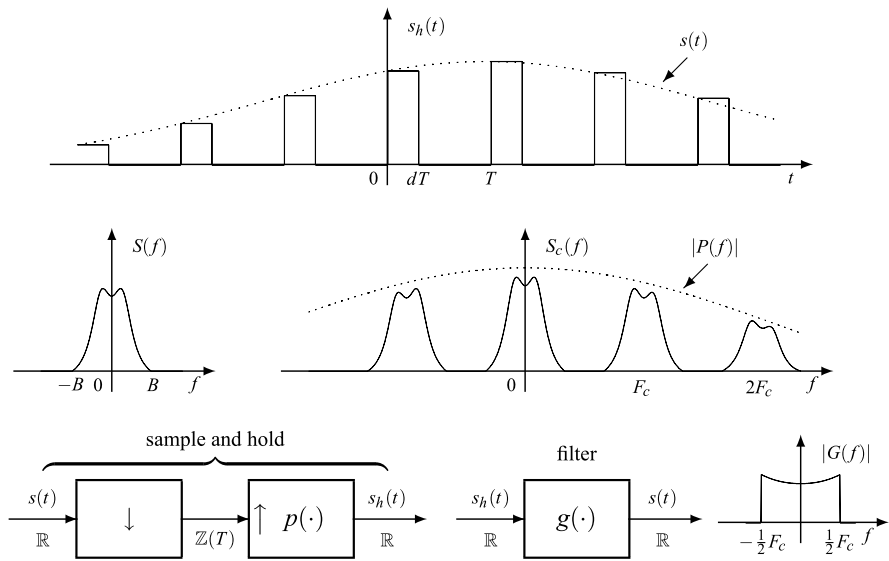 s_h(t)
s(t)
0 dT T t
S(f)
−B 0 B f
S_c(f)
|P(f)|
0 F_c 2F_c f
sample and hold
s(t)
ℝ
↓
ℤ(T)
↑ p(·)
s_h(t)
ℝ
filter
s_h(t)
ℝ
g(·)
s(t)
ℝ
|G(f)|
−½F_c ½F_c f